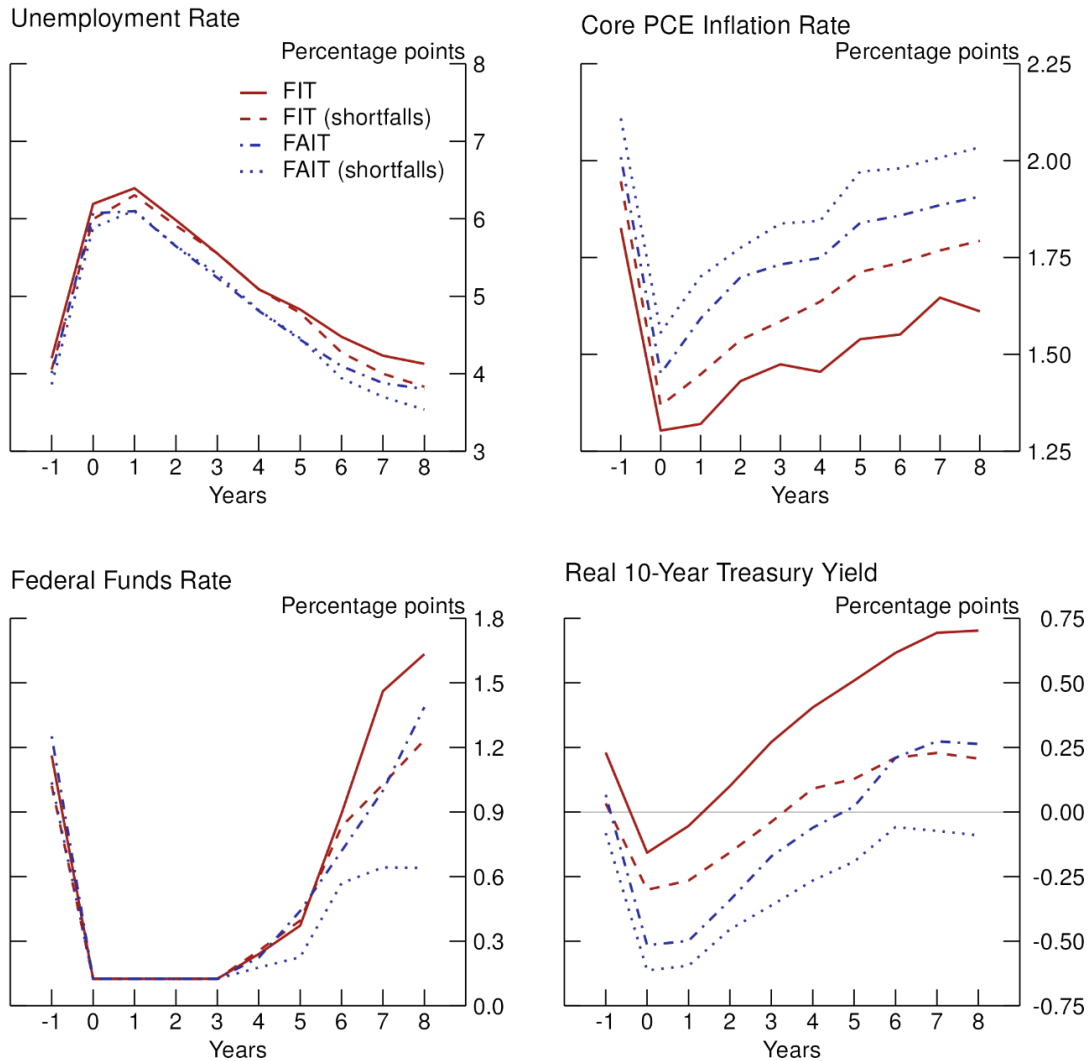 Unemployment Rate
Percentage points
8
7
6
5
4
3
FIT
FIT (shortfalls)
FAIT
FAIT (shortfalls)
-1 0 1 2 3 4 5 6 7 8
Years
Core PCE Inflation Rate
Percentage points
2.25
2.00
1.75
1.50
1.25
-1 0 1 2 3 4 5 6 7 8
Years
Federal Funds Rate
Percentage points
1.8
1.5
1.2
0.9
0.6
0.3
0.0
-1 0 1 2 3 4 5 6 7 8
Years
Real 10-Year Treasury Yield
Percentage points
0.75
0.50
0.25
0.00
-0.25
-0.50
-0.75
-1 0 1 2 3 4 5 6 7 8
Years